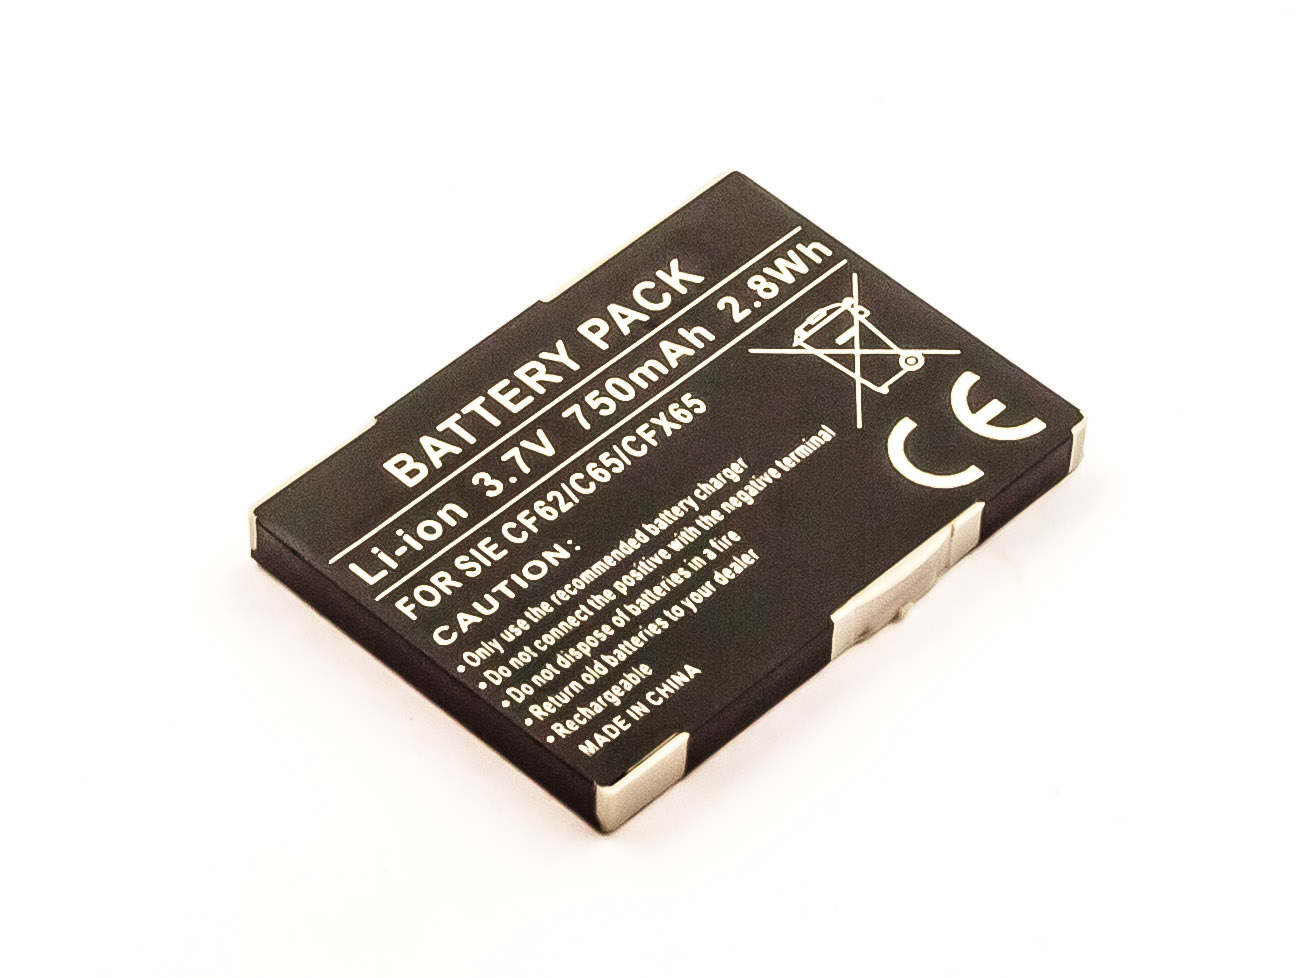 BATTERY PACK
Li-ion 3.7V 750mAh 2.8Wh
FOR SIE CF62/C65/CFX65
CAUTION:
•Only use the recommended battery charger
•Do not connect the positive with the negative terminal
•Do not dispose of batteries in a fire
•Return old batteries to your dealer
•Rechargeable
MADE IN CHINA
CE